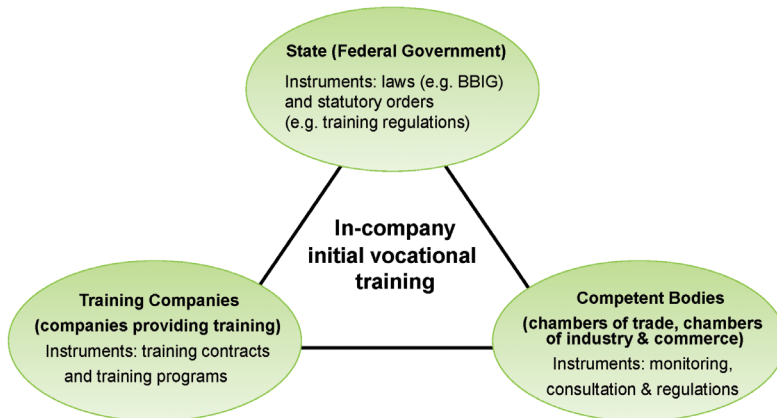 State (Federal Government)
Instruments: laws (e.g. BBIG)
and statutory orders
(e.g. training regulations)
In-company
initial vocational
training
Training Companies
(companies providing training)
Instruments: training contracts
and training programs
Competent Bodies
(chambers of trade, chambers
of industry & commerce)
Instruments: monitoring,
consultation & regulations